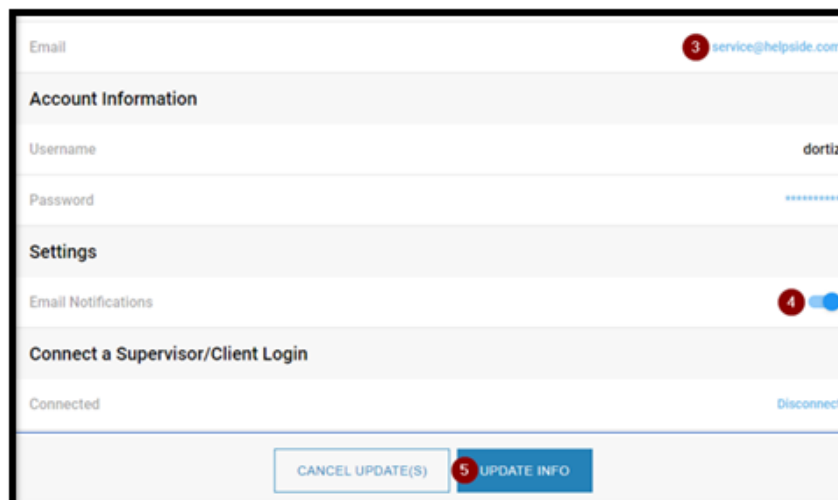 Email 3 service@helpside.com
Account Information
Username dortiz
Password **********
Settings
Email Notifications 4
Connect a Supervisor/Client Login
Connected Disconnect
CANCEL UPDATE(S) 5 UPDATE INFO